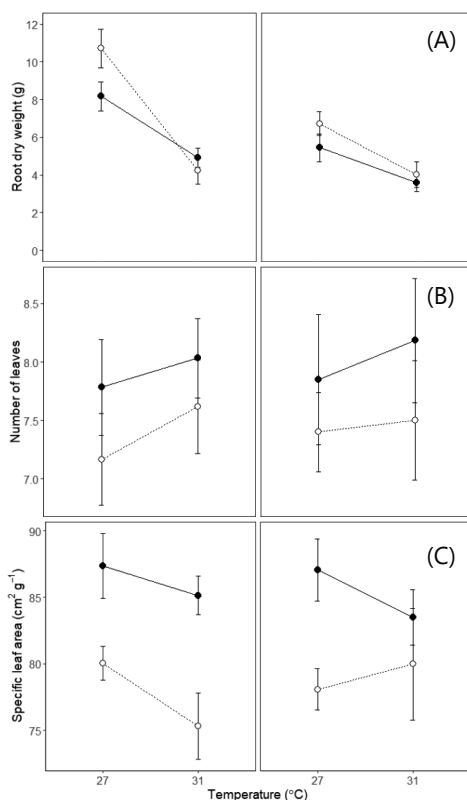 (A)
Root dry weight (g)
12
10
8
6
4
2
0
(B)
Number of leaves
8.5
8.0
7.5
7.0
(C)
Specific leaf area (cm² g⁻¹)
90
85
80
75
27
31
27
31
Temperature (°C)